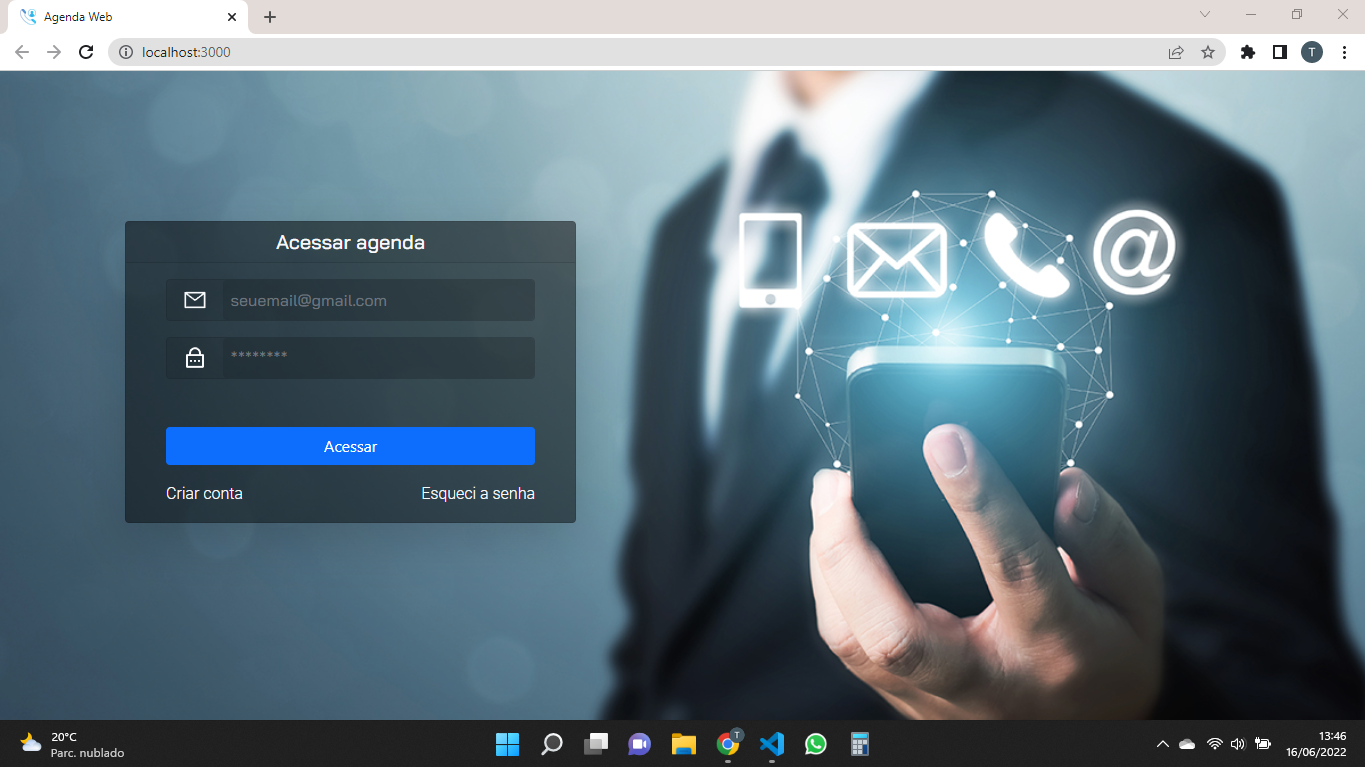 Agenda Web
localhost:3000
T
Acessar agenda
seuemail@gmail.com
********
Acessar
Criar conta
Esqueci a senha
@
20°C
Parc. nublado
T
13:46
16/06/2022